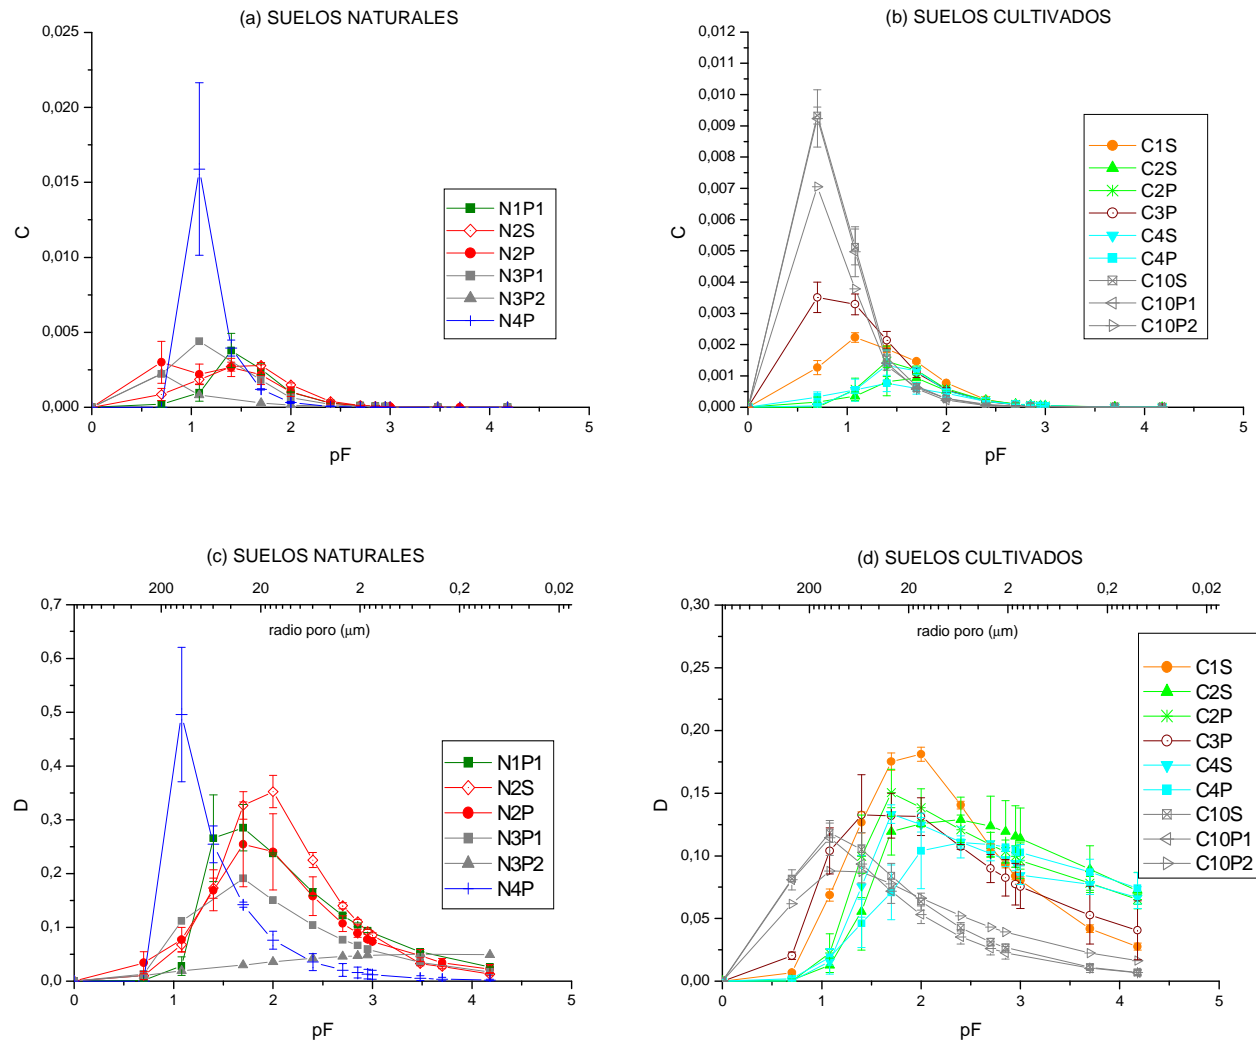 (a) SUELOS NATURALES
0,025
0,020
0,015
0,010
0,005
0,000
C
0 1 2 3 4 5
pF
N1P1
N2S
N2P
N3P1
N3P2
N4P
(b) SUELOS CULTIVADOS
0,012
0,011
0,010
0,009
0,008
0,007
0,006
0,005
0,004
0,003
0,002
0,001
0,000
C
0 1 2 3 4 5
pF
C1S
C2S
C2P
C3P
C4S
C4P
C10S
C10P1
C10P2
(c) SUELOS NATURALES
200 20 2 0,2 0,02
radio poro (µm)
0,7
0,6
0,5
0,4
0,3
0,2
0,1
0,0
D
0 1 2 3 4 5
pF
N1P1
N2S
N2P
N3P1
N3P2
N4P
(d) SUELOS CULTIVADOS
200 20 2 0,2 0,02
radio poro (µm)
0,30
0,25
0,20
0,15
0,10
0,05
0,00
D
0 1 2 3 4 5
pF
C1S
C2S
C2P
C3P
C4S
C4P
C10S
C10P1
C10P2